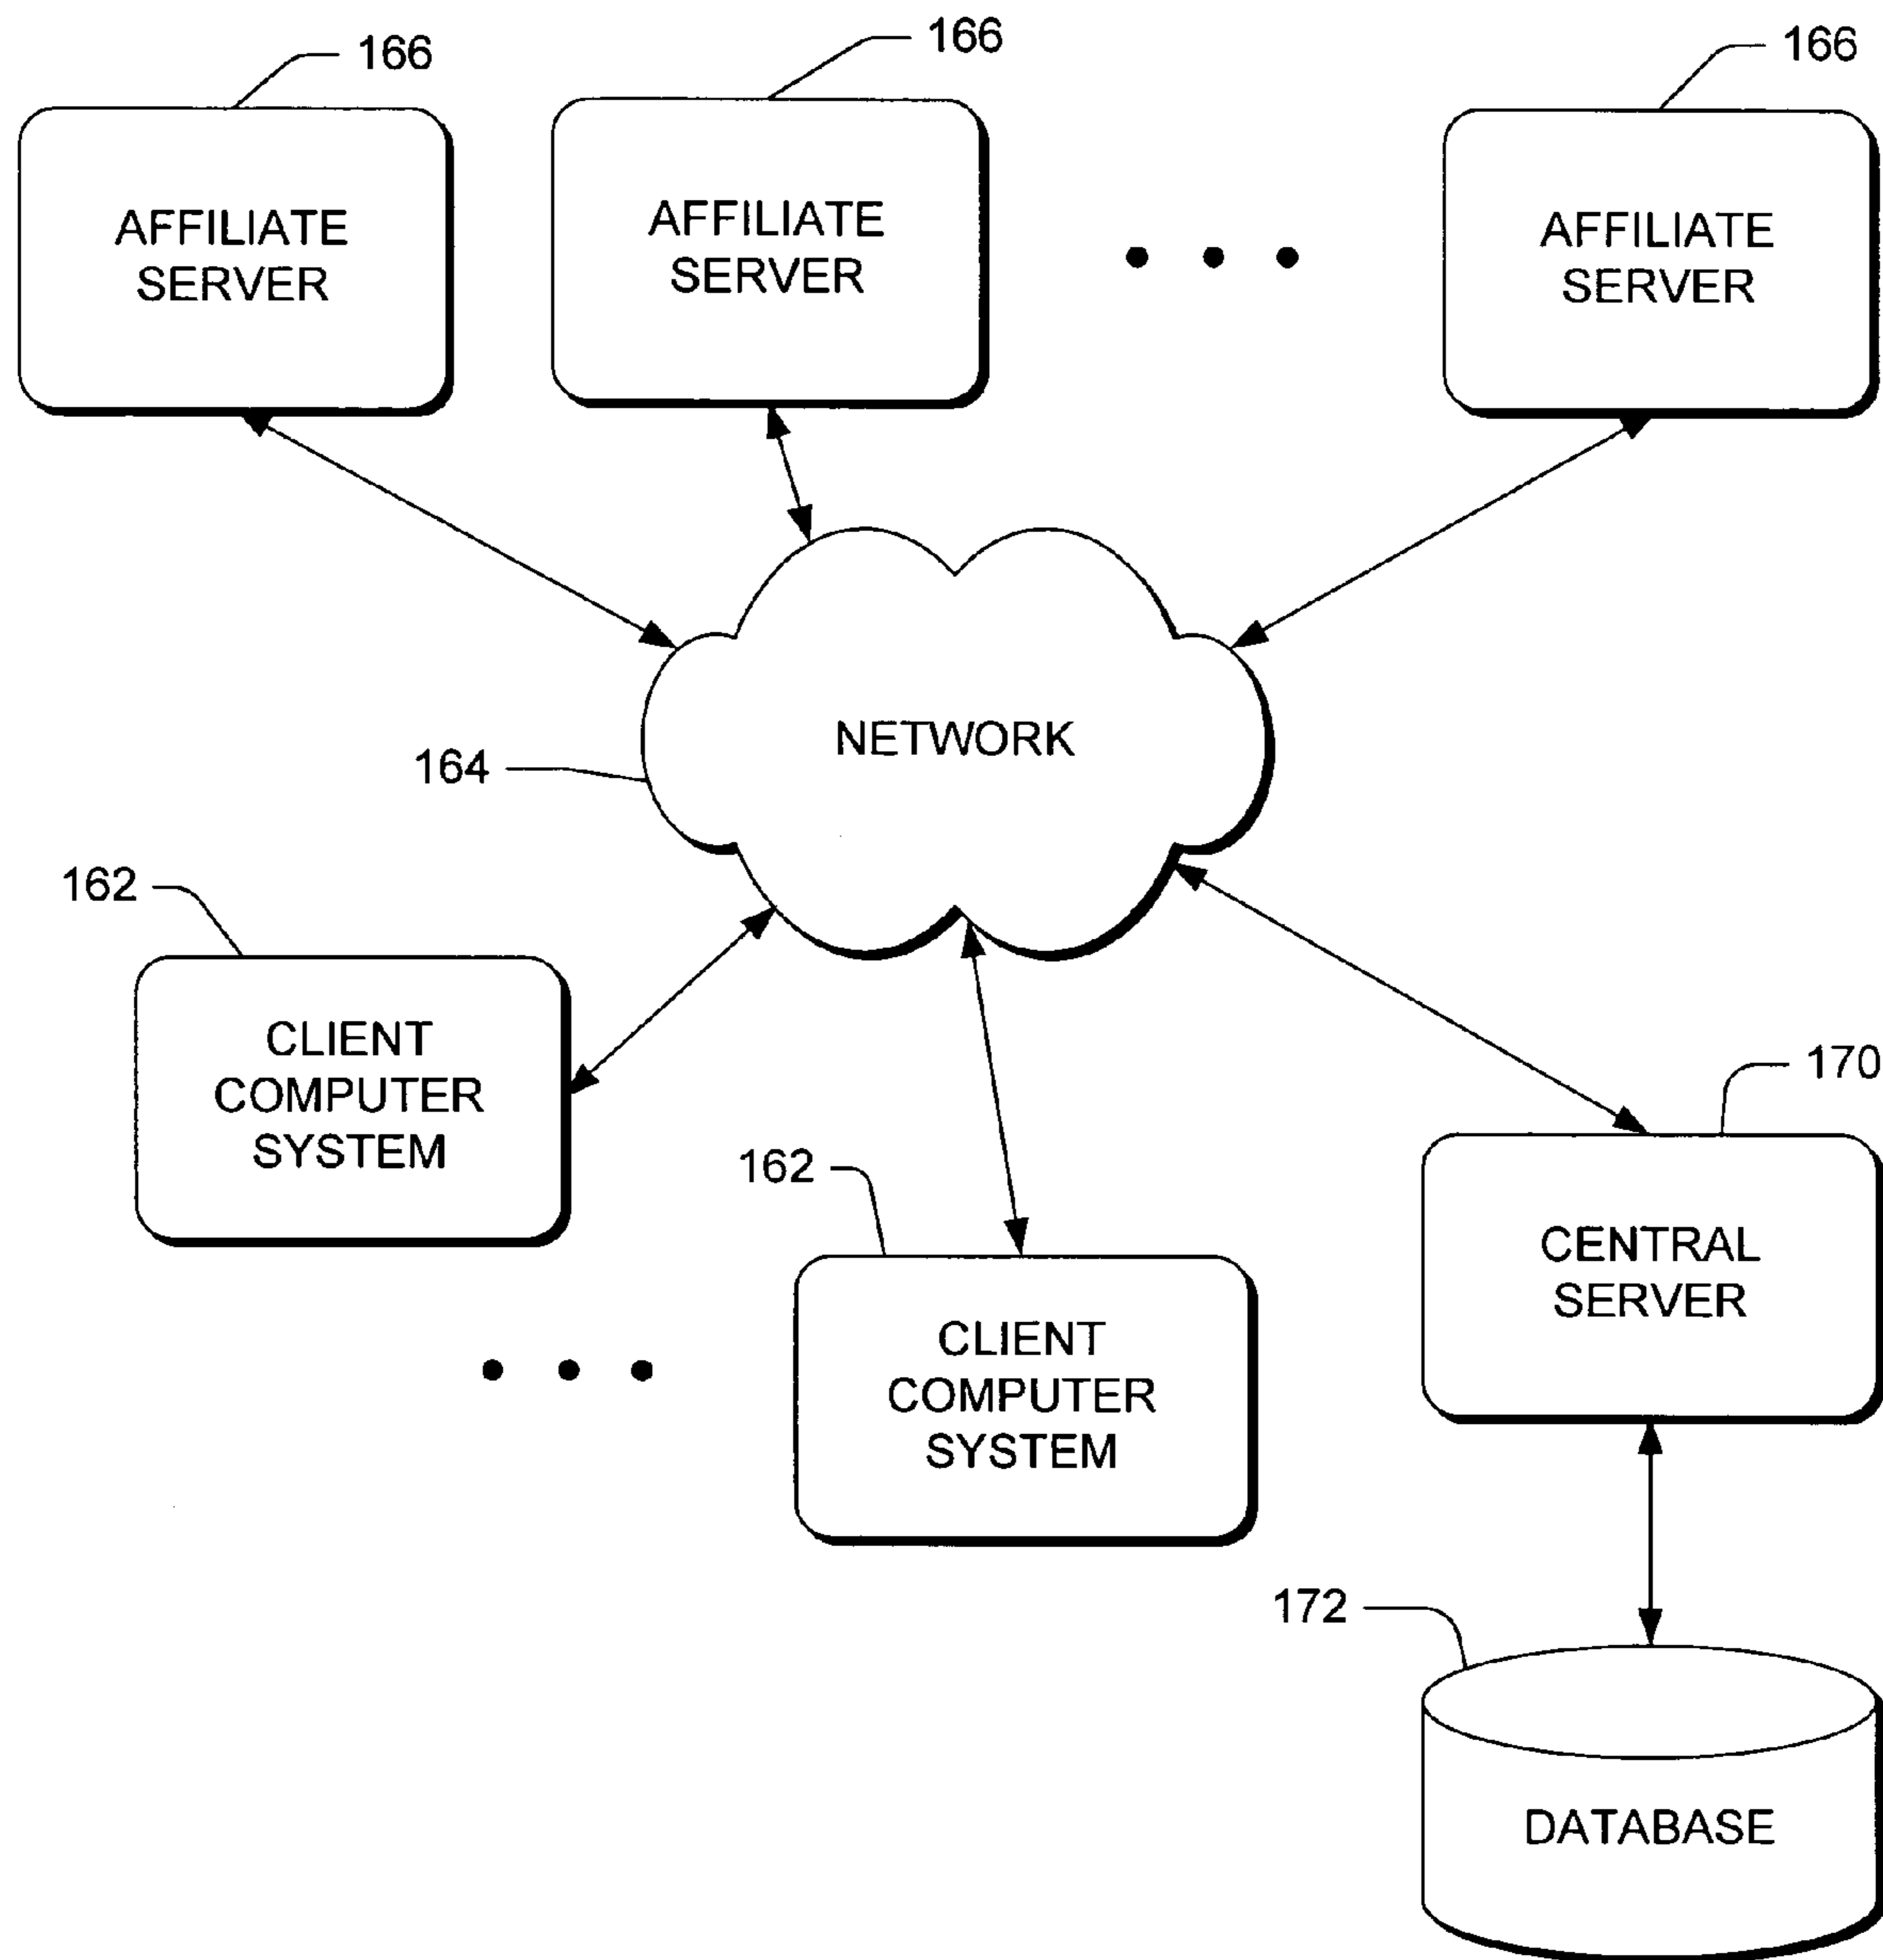 166
166
166
AFFILIATE
SERVER
AFFILIATE
SERVER
AFFILIATE
SERVER
NETWORK
164
162
CLIENT
COMPUTER
SYSTEM
170
162
CENTRAL
SERVER
CLIENT
COMPUTER
SYSTEM
172
DATABASE